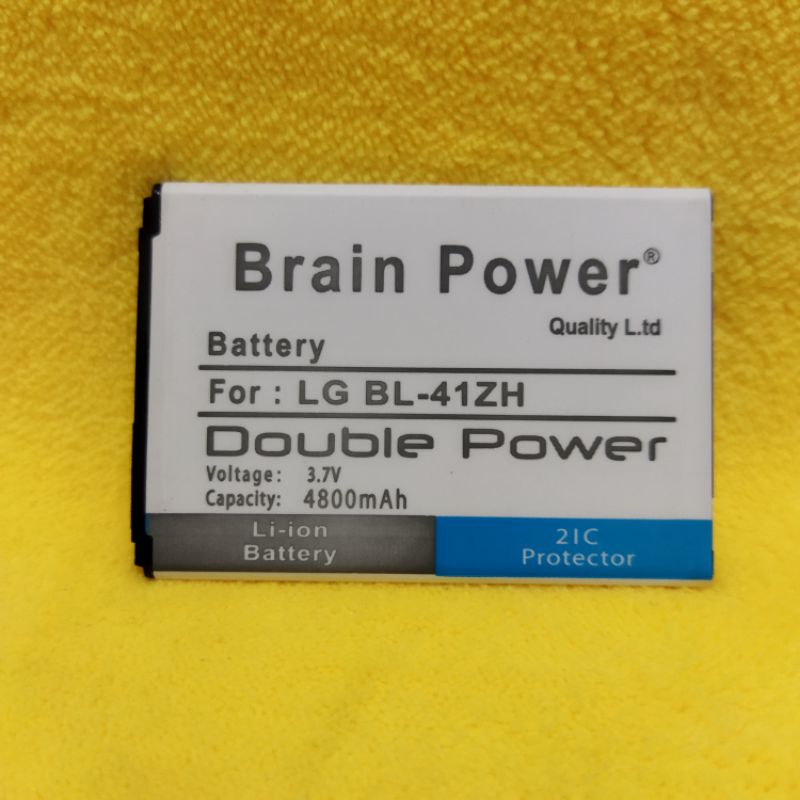 Brain Power®
Quality L.td
Battery
For : LG BL-41ZH
Double Power
Voltage: 3.7V
Capacity: 4800mAh
Li-ion
Battery
2IC
Protector